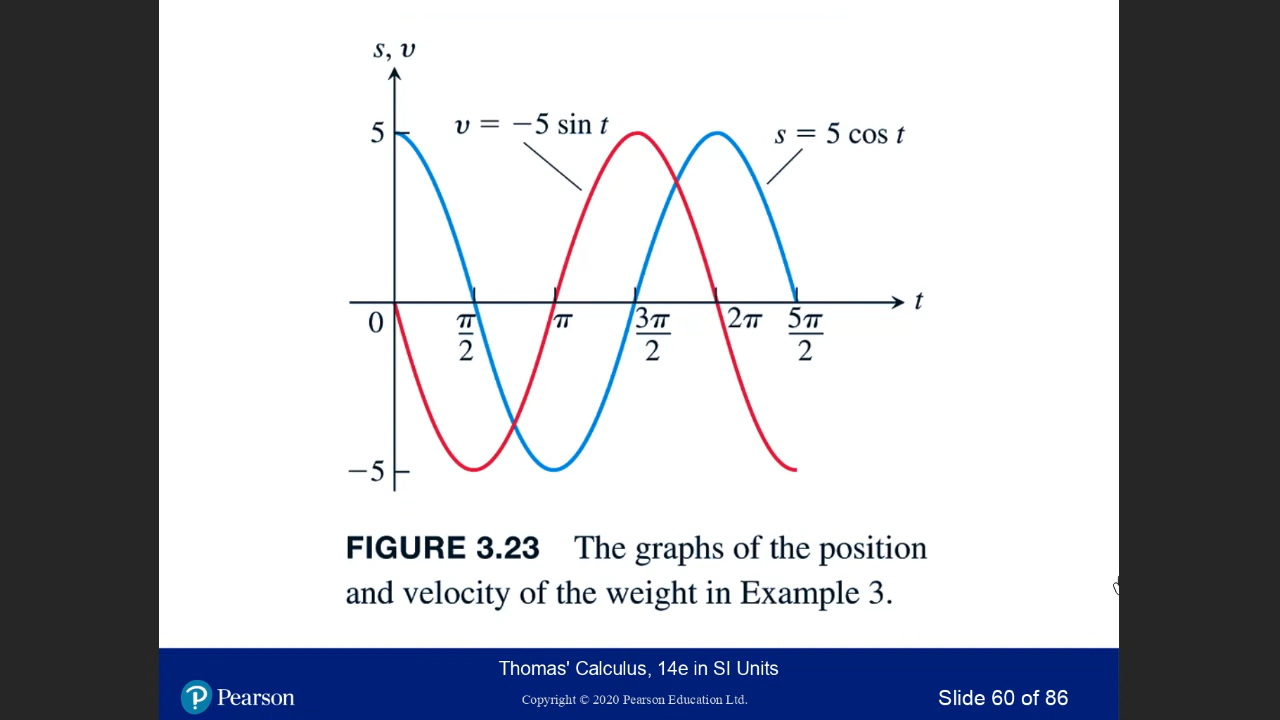 s, v
5
v = −5 sin t
s = 5 cos t
t
0
π/2
π
3π/2
2π
5π/2
−5
FIGURE 3.23 The graphs of the position
and velocity of the weight in Example 3.
Thomas' Calculus, 14e in SI Units
Pearson
Copyright © 2020 Pearson Education Ltd.
Slide 60 of 86